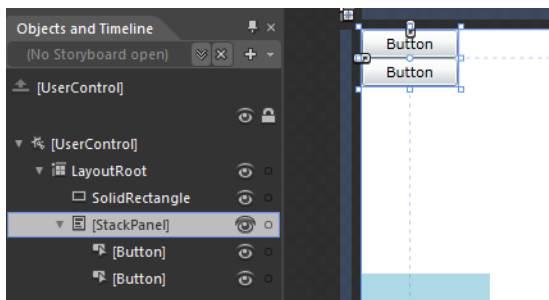 Objects and Timeline
(No Storyboard open)
[UserControl]
[UserControl]
LayoutRoot
SolidRectangle
[StackPanel]
[Button]
[Button]
Button
Button